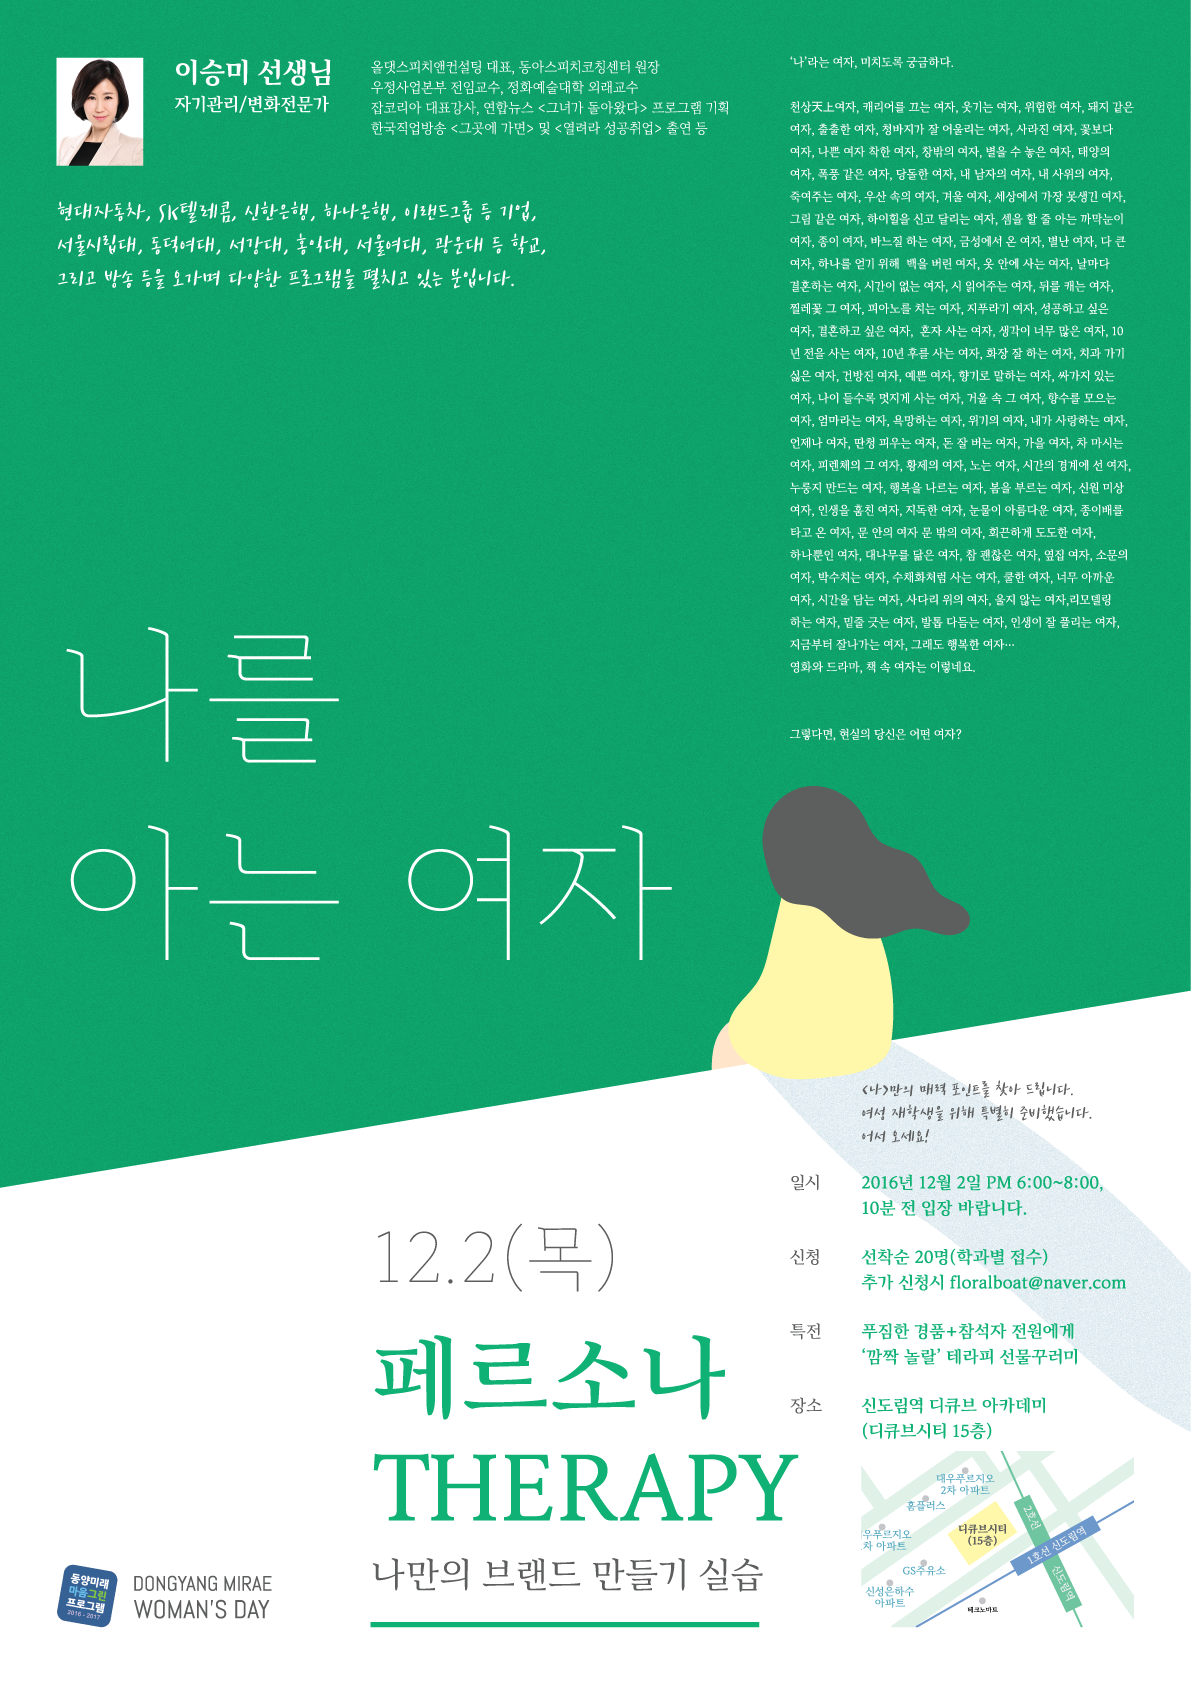 이승미 선생님
자기관리/변화전문가
올댓스피치앤컨설팅 대표, 동아스피치코칭센터 원장
우정사업본부 전임교수, 정화예술대학 외래교수
잡코리아 대표강사, 연합뉴스 <그녀가 돌아왔다> 프로그램 기획
한국직업방송 <그곳에 가면> 및 <열려라 성공취업> 출연 등
현대자동차, SK텔레콤, 신한은행, 하나은행, 이랜드그룹 등 기업,
서울시립대, 동덕여대, 서강대, 홍익대, 서울여대, 광운대 등 학교,
그리고 방송 등을 오가며 다양한 프로그램을 펼치고 있는 분입니다.
‘나’라는 여자, 미치도록 궁금하다.
천상天上여자, 캐리어를 끄는 여자, 웃기는 여자, 위험한 여자, 돼지 같은
여자, 출출한 여자, 청바지가 잘 어울리는 여자, 사라진 여자, 꽃보다
여자, 나쁜 여자 착한 여자, 창밖의 여자, 별을 수 놓은 여자, 태양의
여자, 폭풍 같은 여자, 당돌한 여자, 내 남자의 여자, 내 사위의 여자,
죽여주는 여자, 우산 속의 여자, 겨울 여자, 세상에서 가장 못생긴 여자,
그림 같은 여자, 하이힐을 신고 달리는 여자, 셈을 할 줄 아는 까막눈이
여자, 종이 여자, 바느질 하는 여자, 금성에서 온 여자, 별난 여자, 다 큰
여자, 하나를 얻기 위해  백을 버린 여자, 옷 안에 사는 여자, 날마다
결혼하는 여자, 시간이 없는 여자, 시 읽어주는 여자, 뒤를 캐는 여자,
찔레꽃 그 여자, 피아노를 치는 여자, 지푸라기 여자, 성공하고 싶은
여자, 결혼하고 싶은 여자,  혼자 사는 여자, 생각이 너무 많은 여자, 10
년 전을 사는 여자, 10년 후를 사는 여자, 화장 잘 하는 여자, 치과 가기
싫은 여자, 건방진 여자, 예쁜 여자, 향기로 말하는 여자, 싸가지 있는
여자, 나이 들수록 멋지게 사는 여자, 거울 속 그 여자, 향수를 모으는
여자, 엄마라는 여자, 욕망하는 여자, 위기의 여자, 내가 사랑하는 여자,
언제나 여자, 딴청 피우는 여자, 돈 잘 버는 여자, 가을 여자, 차 마시는
여자, 피렌체의 그 여자, 황제의 여자, 노는 여자, 시간의 경계에 선 여자,
누룽지 만드는 여자, 행복을 나르는 여자, 봄을 부르는 여자, 신원 미상
여자, 인생을 훔친 여자, 지독한 여자, 눈물이 아름다운 여자, 종이배를
타고 온 여자, 문 안의 여자 문 밖의 여자, 희끈하게 도도한 여자,
하나뿐인 여자, 대나무를 닮은 여자, 참 괜찮은 여자, 옆집 여자, 소문의
여자, 박수치는 여자, 수채화처럼 사는 여자, 쿨한 여자, 너무 아까운
여자, 시간을 담는 여자, 사다리 위의 여자, 울지 않는 여자,리모델링
하는 여자, 밑줄 긋는 여자, 발톱 다듬는 여자, 인생이 잘 풀리는 여자,
지금부터 잘나가는 여자, 그래도 행복한 여자…
영화와 드라마, 책 속 여자는 이렇네요.
그렇다면, 현실의 당신은 어떤 여자?
나를
아는 여자
<나>만의 매력 포인트를 찾아 드립니다.
여성 재학생을 위해 특별히 준비했습니다.
어서 오세요!
일시 2016년 12월 2일 PM 6:00~8:00,
10분 전 입장 바랍니다.
신청 선착순 20명(학과별 접수)
추가 신청시 floralboat@naver.com
특전 푸짐한 경품+참석자 전원에게
‘깜짝 놀랄’ 테라피 선물꾸러미
장소 신도림역 디큐브 아카데미
(디큐브시티 15층)
12.2(목)
페르소나
THERAPY
나만의 브랜드 만들기 실습
대우푸르지오
2차 아파트
홈플러스
우푸르지오
차 아파트
디큐브시티
(15층)
GS주유소
신성은하수
아파트
테크노마트
2호선
신도림역
1호선 신도림역
동양미래
마음그린
프로그램
2016 - 2017
DONGYANG MIRAE
WOMAN'S DAY